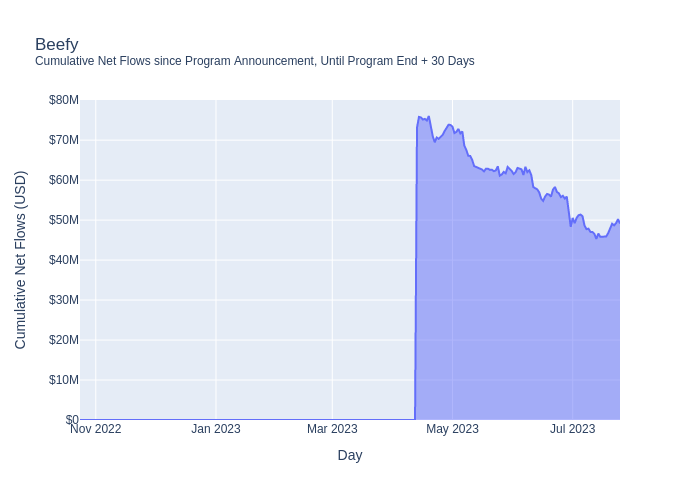 Beefy
Cumulative Net Flows since Program Announcement, Until Program End + 30 Days
$80M
$70M
$60M
$50M
$40M
$30M
$20M
$10M
$0
Cumulative Net Flows (USD)
Nov 2022
Jan 2023
Mar 2023
May 2023
Jul 2023
Day